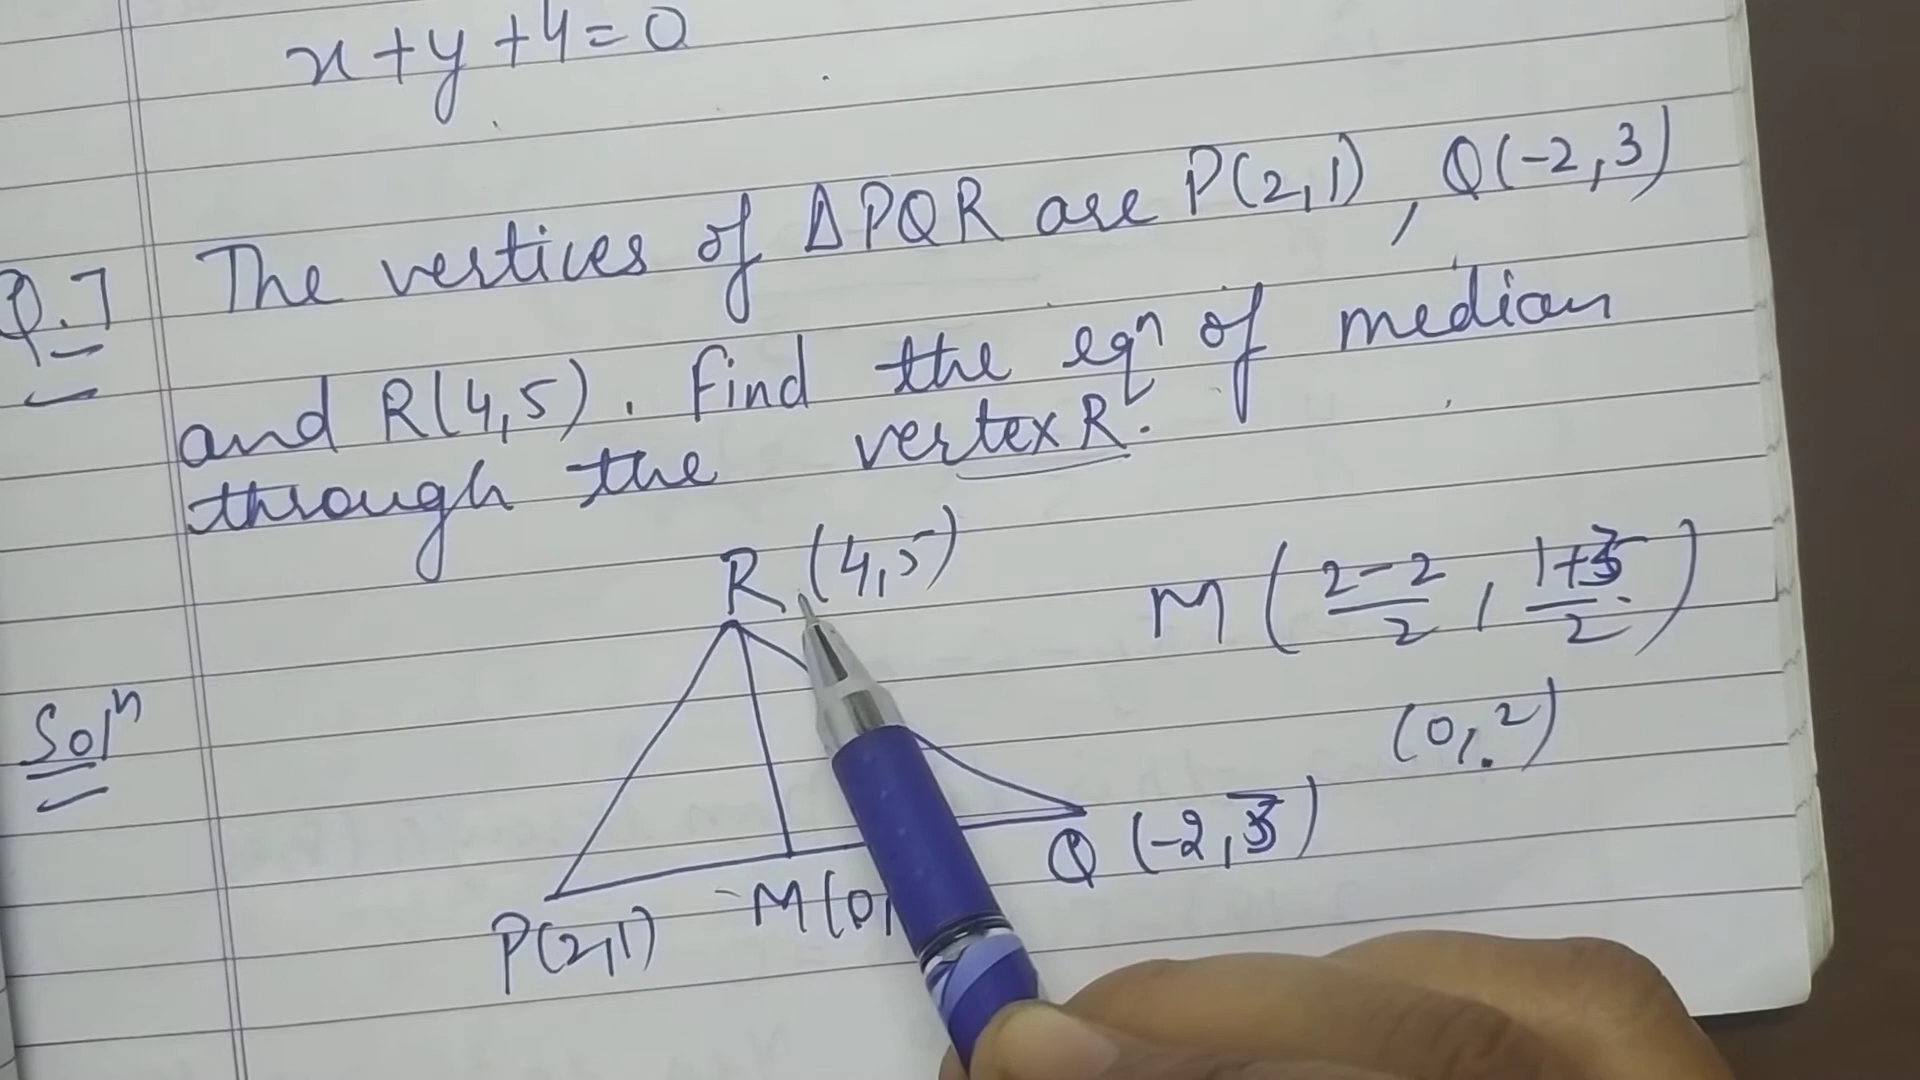 x+y+4=0
Q.7 The vertices of ΔPQR are P(2,1), Q(-2,3)
and R(4,5). Find the eqⁿ of median
through the vertex R.
Solⁿ
R (4,5)
M (2-2/2, 1+3/2)
(0,2)
Q (-2,3)
M(0,
P(2,1)